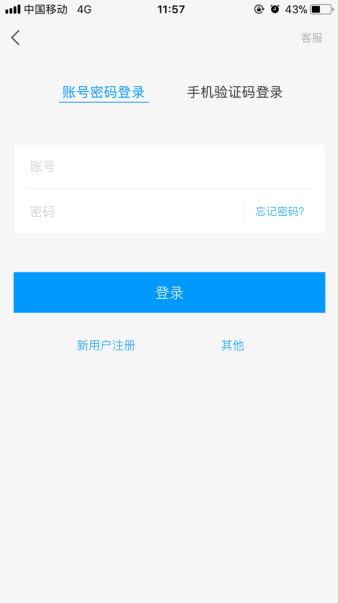 中国移动 4G 11:57 43%
客服
账号密码登录 手机验证码登录
账号
密码 忘记密码?
登录
新用户注册 其他